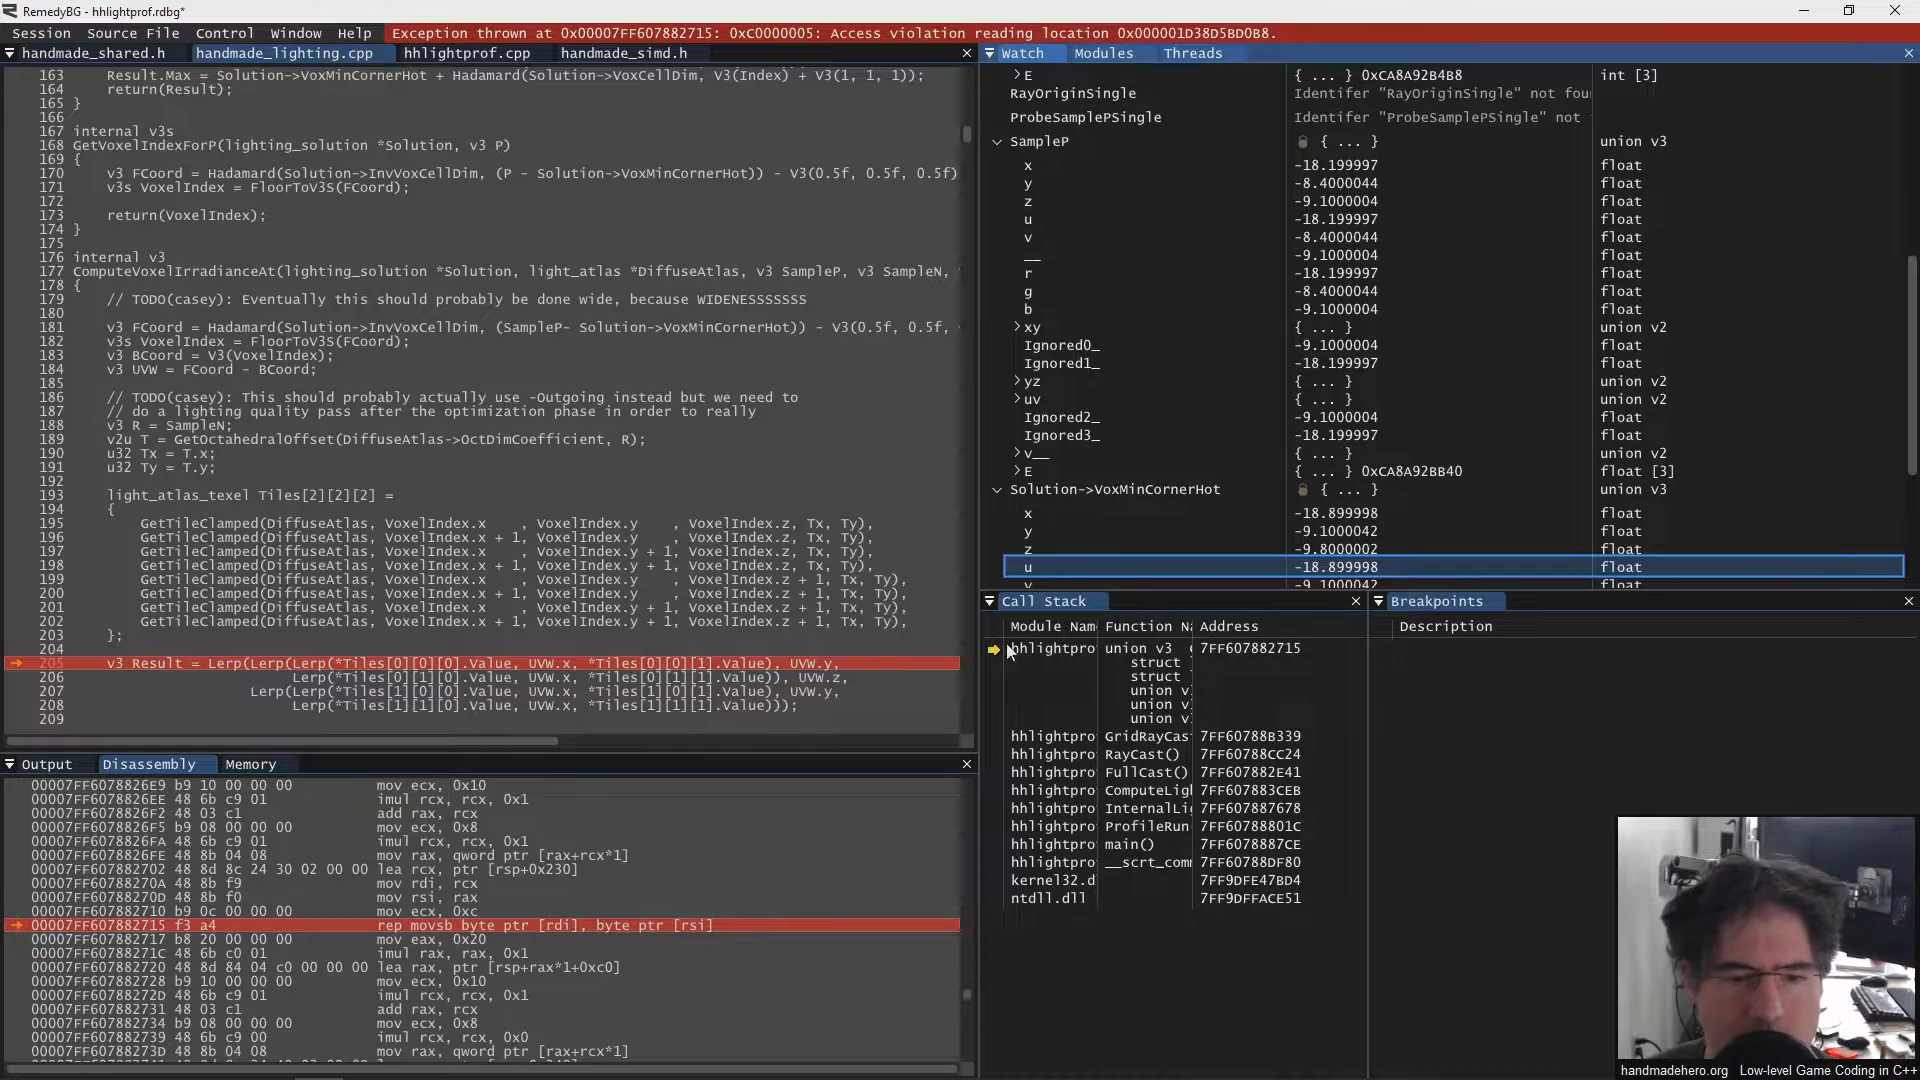 RemedyBG - hhlightprof.rdbg*
Session Source File Control Window Help Exception thrown at 0x00007FF607882715: 0xC0000005: Access violation reading location 0x000001D38D5BD0B8.
handmade_shared.h handmade_lighting.cpp hhlightprof.cpp handmade_simd.h
163 Result.Max = Solution->VoxMinCornerHot + Hadamard(Solution->VoxCellDim, V3(Index) + V3(1, 1, 1));
164 return(Result);
165 }
166
167 internal v3s
168 GetVoxelIndexForP(lighting_solution *Solution, v3 P)
169 {
170 v3 FCoord = Hadamard(Solution->InvVoxCellDim, (P - Solution->VoxMinCornerHot)) - V3(0.5f, 0.5f, 0.5f)
171 v3s VoxelIndex = FloorToV3S(FCoord);
172
173 return(VoxelIndex);
174 }
175
176 internal v3
177 ComputeVoxelIrradianceAt(lighting_solution *Solution, light_atlas *DiffuseAtlas, v3 SampleP, v3 SampleN,
178 {
179 // TODO(casey): Eventually this should probably be done wide, because WIDENESSSSSSS
180
181 v3 FCoord = Hadamard(Solution->InvVoxCellDim, (SampleP- Solution->VoxMinCornerHot)) - V3(0.5f, 0.5f,
182 v3s VoxelIndex = FloorToV3S(FCoord);
183 v3 BCoord = V3(VoxelIndex);
184 v3 UVW = FCoord - BCoord;
185
186 // TODO(casey): This should probably actually use -Outgoing instead but we need to
187 // do a lighting quality pass after the optimization phase in order to really
188 v3 R = SampleN;
189 v2u T = GetOctahedralOffset(DiffuseAtlas->OctDimCoefficient, R);
190 u32 Tx = T.x;
191 u32 Ty = T.y;
192
193 light_atlas_texel Tiles[2][2][2] =
194 {
195 GetTileClamped(DiffuseAtlas, VoxelIndex.x , VoxelIndex.y , VoxelIndex.z, Tx, Ty),
196 GetTileClamped(DiffuseAtlas, VoxelIndex.x + 1, VoxelIndex.y , VoxelIndex.z, Tx, Ty),
197 GetTileClamped(DiffuseAtlas, VoxelIndex.x , VoxelIndex.y + 1, VoxelIndex.z, Tx, Ty),
198 GetTileClamped(DiffuseAtlas, VoxelIndex.x + 1, VoxelIndex.y + 1, VoxelIndex.z, Tx, Ty),
199 GetTileClamped(DiffuseAtlas, VoxelIndex.x , VoxelIndex.y , VoxelIndex.z + 1, Tx, Ty),
200 GetTileClamped(DiffuseAtlas, VoxelIndex.x + 1, VoxelIndex.y , VoxelIndex.z + 1, Tx, Ty),
201 GetTileClamped(DiffuseAtlas, VoxelIndex.x , VoxelIndex.y + 1, VoxelIndex.z + 1, Tx, Ty),
202 GetTileClamped(DiffuseAtlas, VoxelIndex.x + 1, VoxelIndex.y + 1, VoxelIndex.z + 1, Tx, Ty),
203 };
204
205 v3 Result = Lerp(Lerp(Lerp(*Tiles[0][0][0].Value, UVW.x, *Tiles[0][0][1].Value), UVW.y,
206 Lerp(*Tiles[0][1][0].Value, UVW.x, *Tiles[0][1][1].Value)), UVW.z,
207 Lerp(Lerp(*Tiles[1][0][0].Value, UVW.x, *Tiles[1][0][1].Value), UVW.y,
208 Lerp(*Tiles[1][1][0].Value, UVW.x, *Tiles[1][1][1].Value)));
209
Output Disassembly Memory
00007FF6078826E9 b9 10 00 00 00 mov ecx, 0x10
00007FF6078826EE 48 6b c9 01 imul rcx, rcx, 0x1
00007FF6078826F2 48 03 c1 add rax, rcx
00007FF6078826F5 b9 08 00 00 00 mov ecx, 0x8
00007FF6078826FA 48 6b c9 01 imul rcx, rcx, 0x1
00007FF6078826FE 48 8b 04 08 mov rax, qword ptr [rax+rcx*1]
00007FF607882702 48 8d 8c 24 30 02 00 00 lea rcx, ptr [rsp+0x230]
00007FF60788270A 48 8b f9 mov rdi, rcx
00007FF60788270D 48 8b f0 mov rsi, rax
00007FF607882710 b9 0c 00 00 00 mov ecx, 0xc
00007FF607882715 f3 a4 rep movsb byte ptr [rdi], byte ptr [rsi]
00007FF607882717 b8 20 00 00 00 mov eax, 0x20
00007FF60788271C 48 6b c0 01 imul rax, rax, 0x1
00007FF607882720 48 8d 84 04 c0 00 00 00 lea rax, ptr [rsp+rax*1+0xc0]
00007FF607882728 b9 10 00 00 00 mov ecx, 0x10
00007FF60788272D 48 6b c9 01 imul rcx, rcx, 0x1
00007FF607882731 48 03 c1 add rax, rcx
00007FF607882734 b9 08 00 00 00 mov ecx, 0x8
00007FF607882739 48 6b c9 00 imul rcx, rcx, 0x0
00007FF60788273D 48 8b 04 08 mov rax, qword ptr [rax+rcx*1]
Watch Modules Threads
E { ... } 0xCA8A92B4B8 int [3]
RayOriginSingle Identifer "RayOriginSingle" not fou
ProbeSamplePSingle Identifer "ProbeSamplePSingle" not
SampleP { ... } union v3
x -18.199997 float
y -8.4000044 float
z -9.1000004 float
u -18.199997 float
v -8.4000044 float
__ -9.1000004 float
r -18.199997 float
g -8.4000044 float
b -9.1000004 float
xy { ... } union v2
Ignored0_ -9.1000004 float
Ignored1_ -18.199997 float
yz { ... } union v2
uv { ... } union v2
Ignored2_ -9.1000004 float
Ignored3_ -18.199997 float
v__ { ... } union v2
E { ... } 0xCA8A92BB40 float [3]
Solution->VoxMinCornerHot { ... } union v3
x -18.899998 float
y -9.1000042 float
z -9.8000002 float
u -18.899998 float
v -9.1000042 float
Call Stack
Module Nam Function Na Address
hhlightpro union v3 7FF607882715
struct
struct
union v
union v
union v
hhlightpro GridRayCas 7FF60788B339
hhlightpro RayCast() 7FF60788CC24
hhlightpro FullCast() 7FF607882E41
hhlightpro ComputeLigh 7FF607883CEB
hhlightpro InternalLig 7FF607887678
hhlightpro ProfileRun 7FF60788801C
hhlightpro main() 7FF6078887CE
hhlightpro __scrt_comm 7FF60788DF80
kernel32.d 7FF9DFE47BD4
ntdll.dll 7FF9DFFACE51
Breakpoints
Description
handmadehero.org Low-level Game Coding in C++